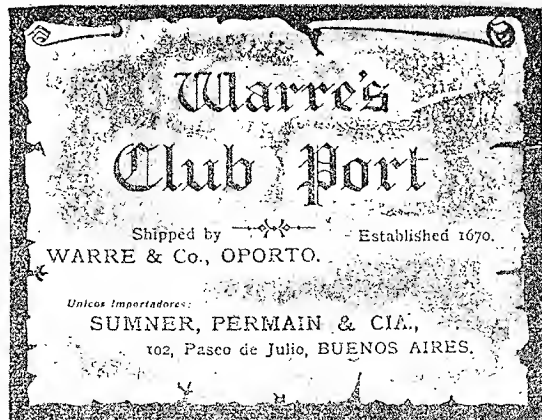 Warre's
Club Port
Shipped by Established 1670.
WARRE & Co., OPORTO.
Unicos Importadores:
SUMNER, PERMAIN & CIA.,
102, Paseo de Julio, BUENOS AIRES.